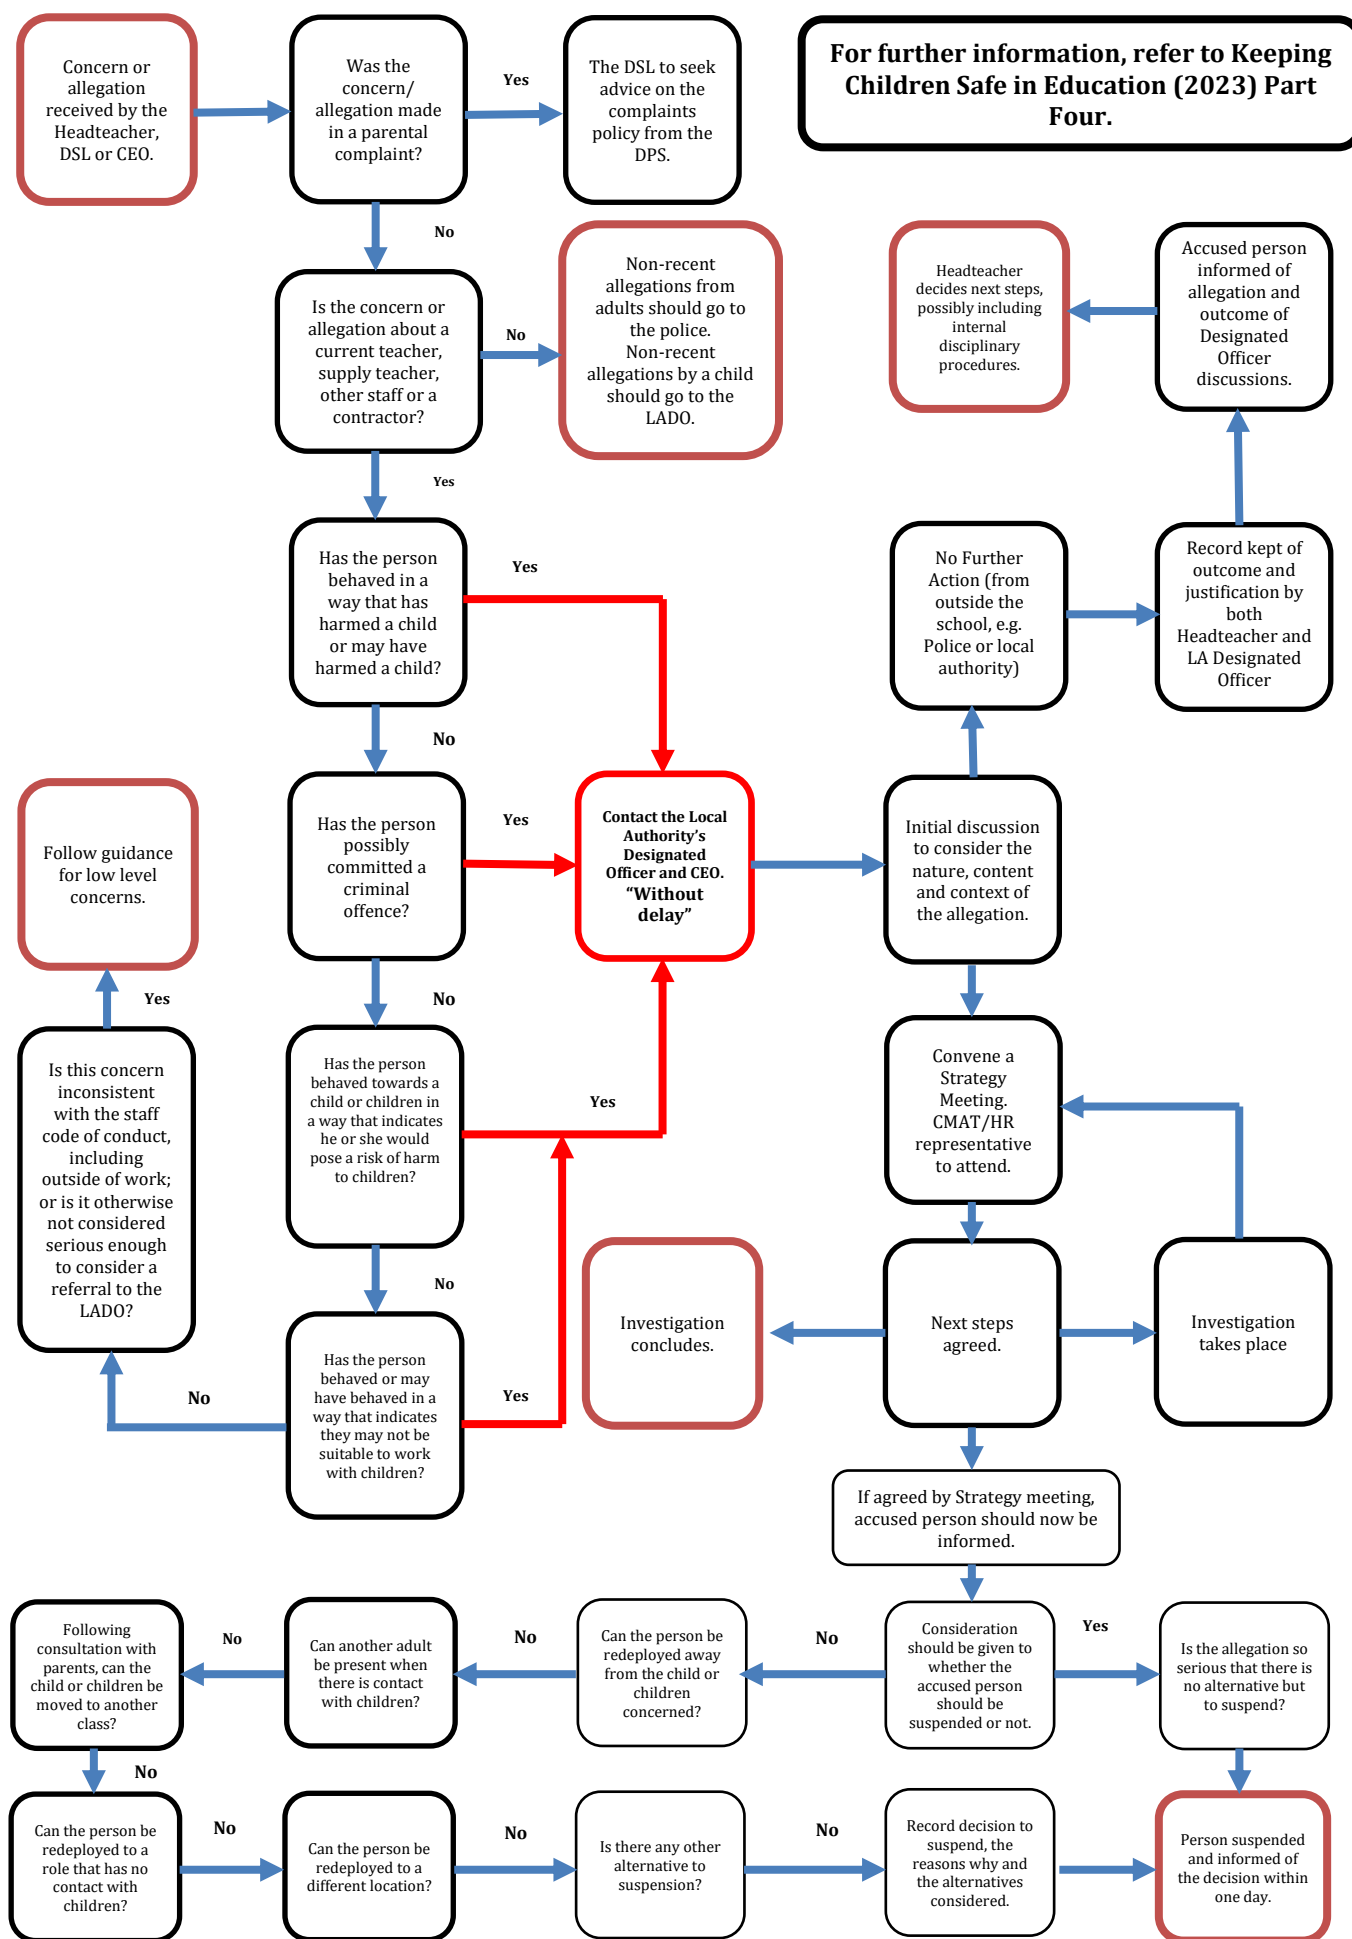 Concern or
allegation
received by the
Headteacher,
DSL or CEO.
Was the
concern/
allegation made
in a parental
complaint?
Yes
The DSL to seek
advice on the
complaints
policy from the
DPS.
For further information, refer to Keeping
Children Safe in Education (2023) Part
Four.
No
Is the concern or
allegation about a
current teacher,
supply teacher,
other staff or a
contractor?
No
Non-recent
allegations from
adults should go to
the police.
Non-recent
allegations by a child
should go to the
LADO.
Headteacher
decides next steps,
possibly including
internal
disciplinary
procedures.
Accused person
informed of
allegation and
outcome of
Designated
Officer
discussions.
Yes
Has the person
behaved in a
way that has
harmed a child
or may have
harmed a child?
Yes
No Further
Action (from
outside the
school, e.g.
Police or local
authority)
Record kept of
outcome and
justification by
both
Headteacher and
LA Designated
Officer
No
Follow guidance
for low level
concerns.
Has the person
possibly
committed a
criminal
offence?
Yes
Contact the Local
Authority's
Designated
Officer and CEO.
“Without
delay”
Initial discussion
to consider the
nature, content
and context of
the allegation.
Yes
No
Is this concern
inconsistent
with the staff
code of conduct,
including
outside of work;
or is it otherwise
not considered
serious enough
to consider a
referral to the
LADO?
Has the person
behaved towards a
child or children in
a way that indicates
he or she would
pose a risk of harm
to children?
Yes
Convene a
Strategy
Meeting.
CMAT/HR
representative
to attend.
No
Investigation
concludes.
Next steps
agreed.
Investigation
takes place
No
Has the person
behaved or may
have behaved in a
way that indicates
they may not be
suitable to work
with children?
Yes
If agreed by Strategy meeting,
accused person should now be
informed.
Following
consultation with
parents, can the
child or children be
moved to another
class?
No
Can another adult
be present when
there is contact
with children?
No
Can the person be
redeployed away
from the child or
children
concerned?
No
Consideration
should be given to
whether the
accused person
should be
suspended or not.
Yes
Is the allegation so
serious that there is
no alternative but
to suspend?
No
Can the person be
redeployed to a
role that has no
contact with
children?
No
Can the person be
redeployed to a
different location?
No
Is there any other
alternative to
suspension?
No
Record decision to
suspend, the
reasons why and
the alternatives
considered.
Person suspended
and informed of
the decision within
one day.